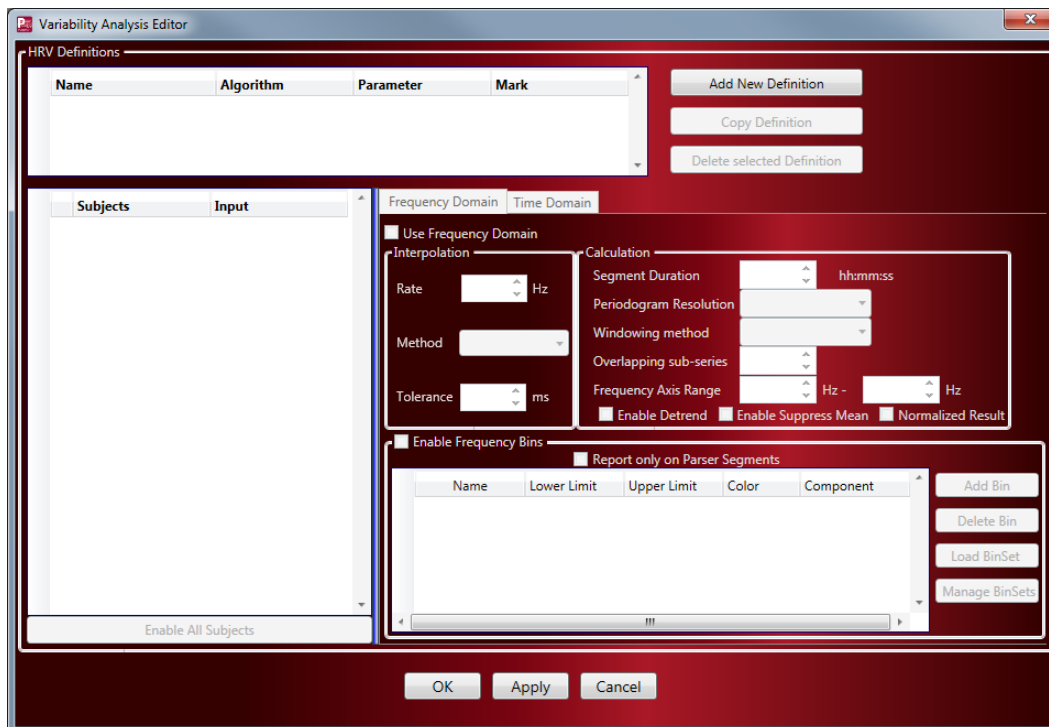 Variability Analysis Editor
HRV Definitions
Name Algorithm Parameter Mark
Add New Definition
Copy Definition
Delete selected Definition
Subjects Input
Enable All Subjects
Frequency Domain Time Domain
Use Frequency Domain
Interpolation
Rate Hz
Method
Tolerance ms
Calculation
Segment Duration hh:mm:ss
Periodogram Resolution
Windowing method
Overlapping sub-series
Frequency Axis Range Hz - Hz
Enable Detrend Enable Suppress Mean Normalized Result
Enable Frequency Bins
Report only on Parser Segments
Name Lower Limit Upper Limit Color Component
Add Bin
Delete Bin
Load BinSet
Manage BinSets
OK Apply Cancel